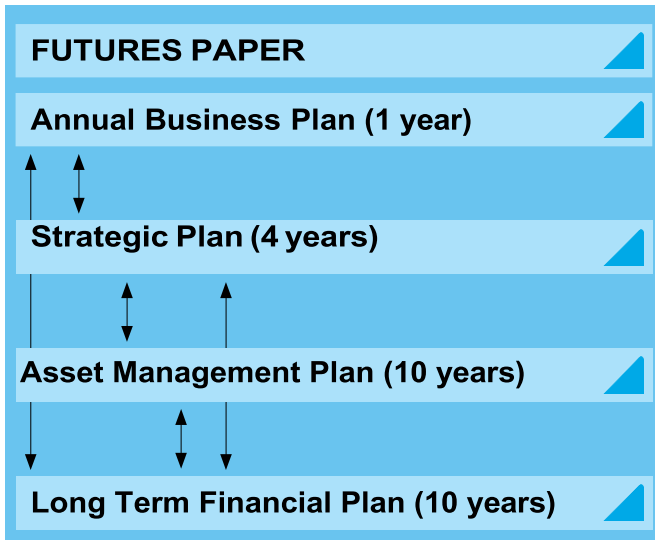 FUTURES PAPER
Annual Business Plan (1 year)
Strategic Plan (4 years)
Asset Management Plan (10 years)
Long Term Financial Plan (10 years)